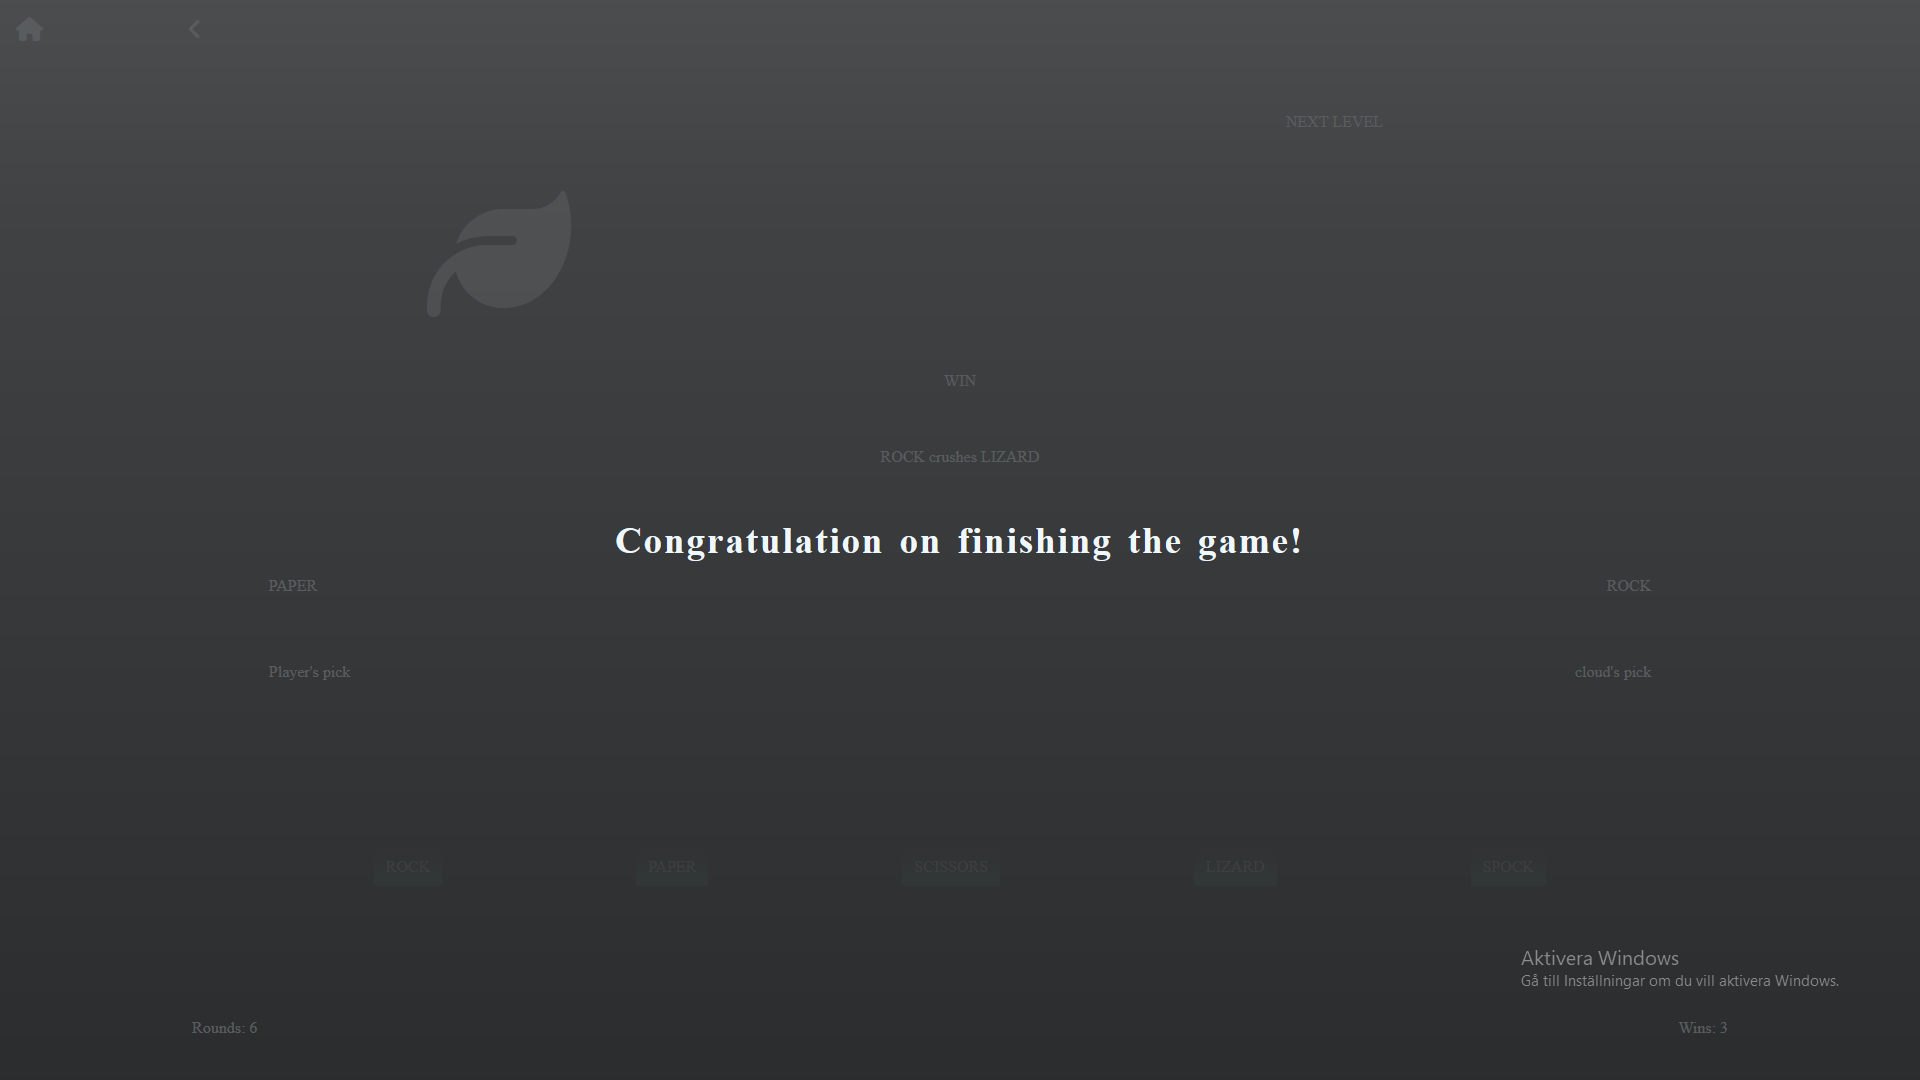 NEXT LEVEL
WIN
ROCK crushes LIZARD
Congratulation on finishing the game!
PAPER
ROCK
Player's pick
cloud's pick
ROCK
PAPER
SCISSORS
LIZARD
SPOCK
Aktivera Windows
Gå till Inställningar om du vill aktivera Windows.
Rounds: 6
Wins: 3